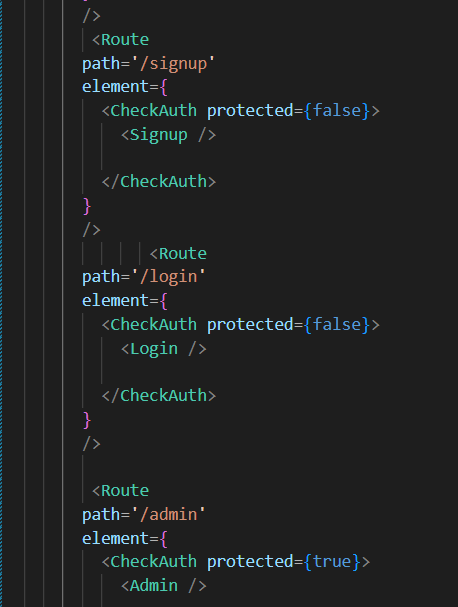 />
<Route
path='/signup'
element={
<CheckAuth protected={false}>
<Signup />
</CheckAuth>
}
/>
<Route
path='/login'
element={
<CheckAuth protected={false}>
<Login />
</CheckAuth>
}
/>
<Route
path='/admin'
element={
<CheckAuth protected={true}>
<Admin />